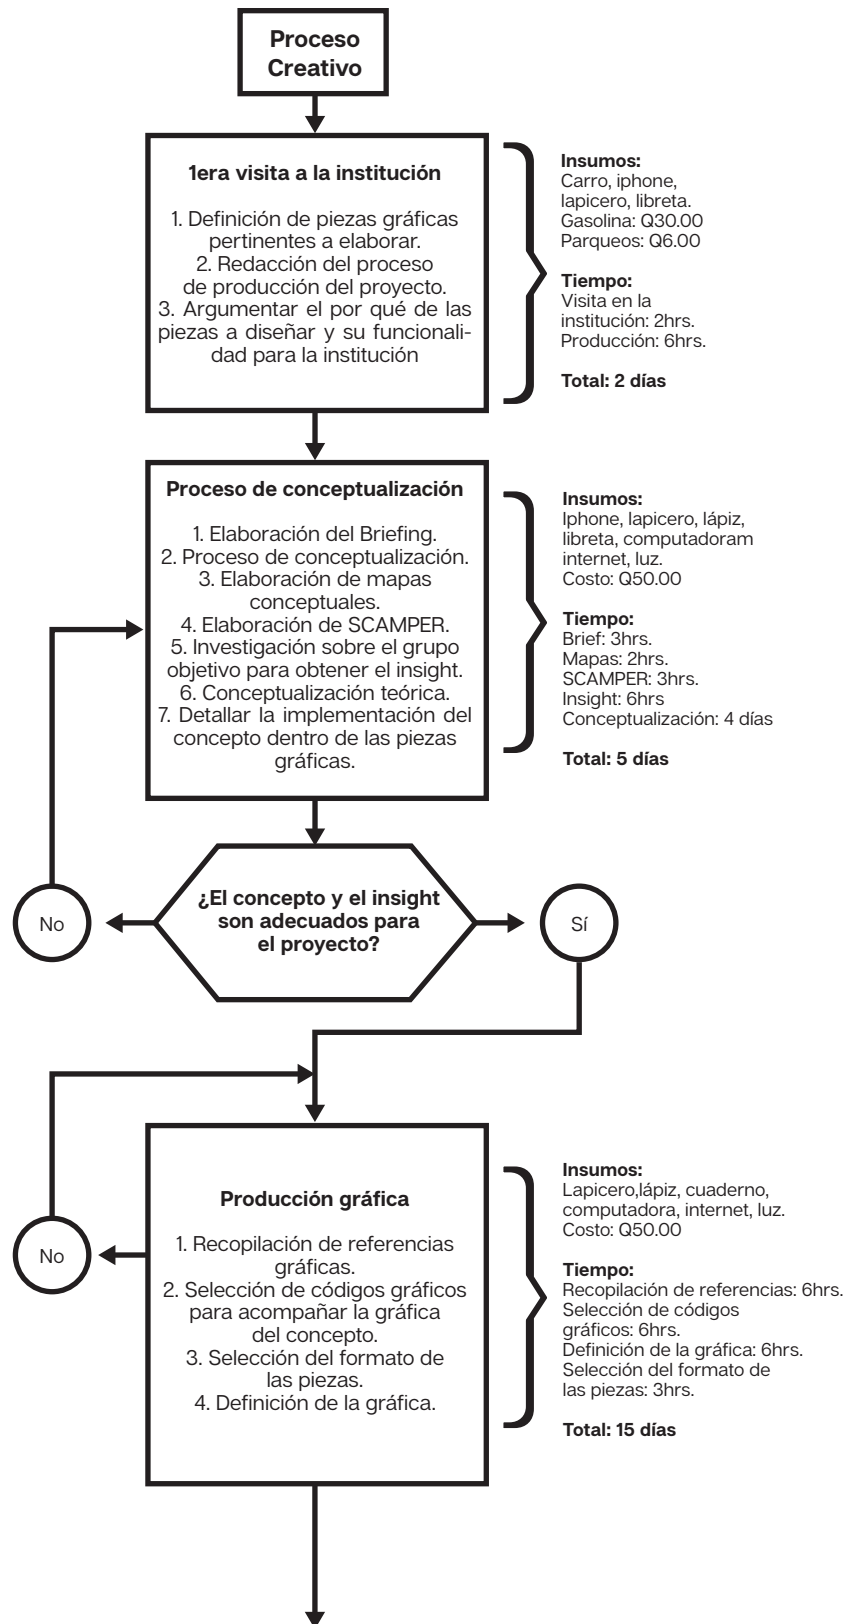 Proceso
Creativo
1era visita a la institución
1. Definición de piezas gráficas
pertinentes a elaborar.
2. Redacción del proceso
de producción del proyecto.
3. Argumentar el por qué de las
piezas a diseñar y su funcionali-
dad para la institución
Insumos:
Carro, iphone,
lapicero, libreta.
Gasolina: Q30.00
Parqueos: Q6.00
Tiempo:
Visita en la
institución: 2hrs.
Producción: 6hrs.
Total: 2 días
Proceso de conceptualización
1. Elaboración del Briefing.
2. Proceso de conceptualización.
3. Elaboración de mapas
conceptuales.
4. Elaboración de SCAMPER.
5. Investigación sobre el grupo
objetivo para obtener el insight.
6. Conceptualización teórica.
7. Detallar la implementación del
concepto dentro de las piezas
gráficas.
Insumos:
Iphone, lapicero, lápiz,
libreta, computadoram
internet, luz.
Costo: Q50.00
Tiempo:
Brief: 3hrs.
Mapas: 2hrs.
SCAMPER: 3hrs.
Insight: 6hrs
Conceptualización: 4 días
Total: 5 días
No
¿El concepto y el insight
son adecuados para
el proyecto?
Sí
No
Producción gráfica
1. Recopilación de referencias
gráficas.
2. Selección de códigos gráficos
para acompañar la gráfica
del concepto.
3. Selección del formato de
las piezas.
4. Definición de la gráfica.
Insumos:
Lapicero,lápiz, cuaderno,
computadora, internet, luz.
Costo: Q50.00
Tiempo:
Recopilación de referencias: 6hrs.
Selección de códigos
gráficos: 6hrs.
Definición de la gráfica: 6hrs.
Selección del formato de
las piezas: 3hrs.
Total: 15 días